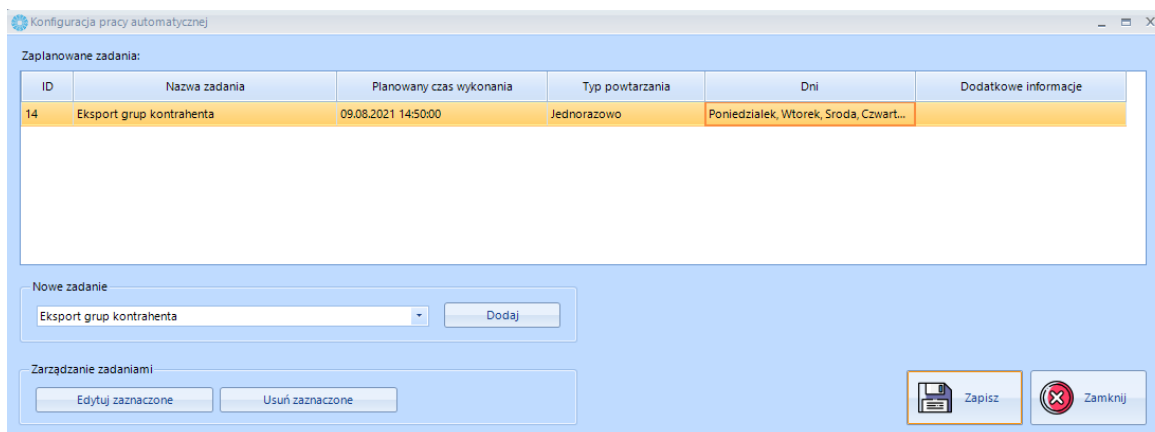 Konfiguracja pracy automatycznej
Zaplanowane zadania:
ID Nazwa zadania Planowany czas wykonania Typ powtarzania Dni Dodatkowe informacje
14 Eksport grup kontrahenta 09.08.2021 14:50:00 Jednorazowo Poniedzialek, Wtorek, Sroda, Czwart...
Nowe zadanie
Eksport grup kontrahenta Dodaj
Zarządzanie zadaniami
Edytuj zaznaczone Usuń zaznaczone Zapisz Zamknij